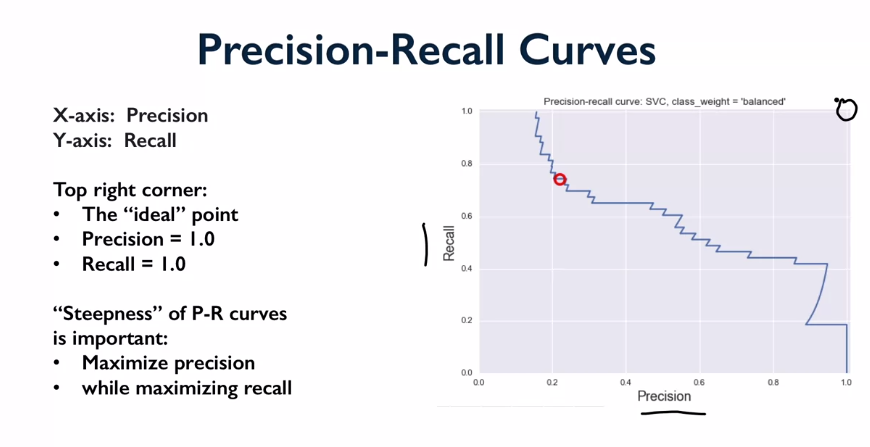 Precision-Recall Curves
X-axis: Precision
Y-axis: Recall
Top right corner:
• The “ideal” point
• Precision = 1.0
• Recall = 1.0
“Steepness” of P-R curves
is important:
• Maximize precision
• while maximizing recall
Precision-recall curve: SVC, class_weight = 'balanced'
1.0
0.8
0.6
0.4
0.2
0.0
Recall
0.0 0.2 0.4 0.6 0.8 1.0
Precision